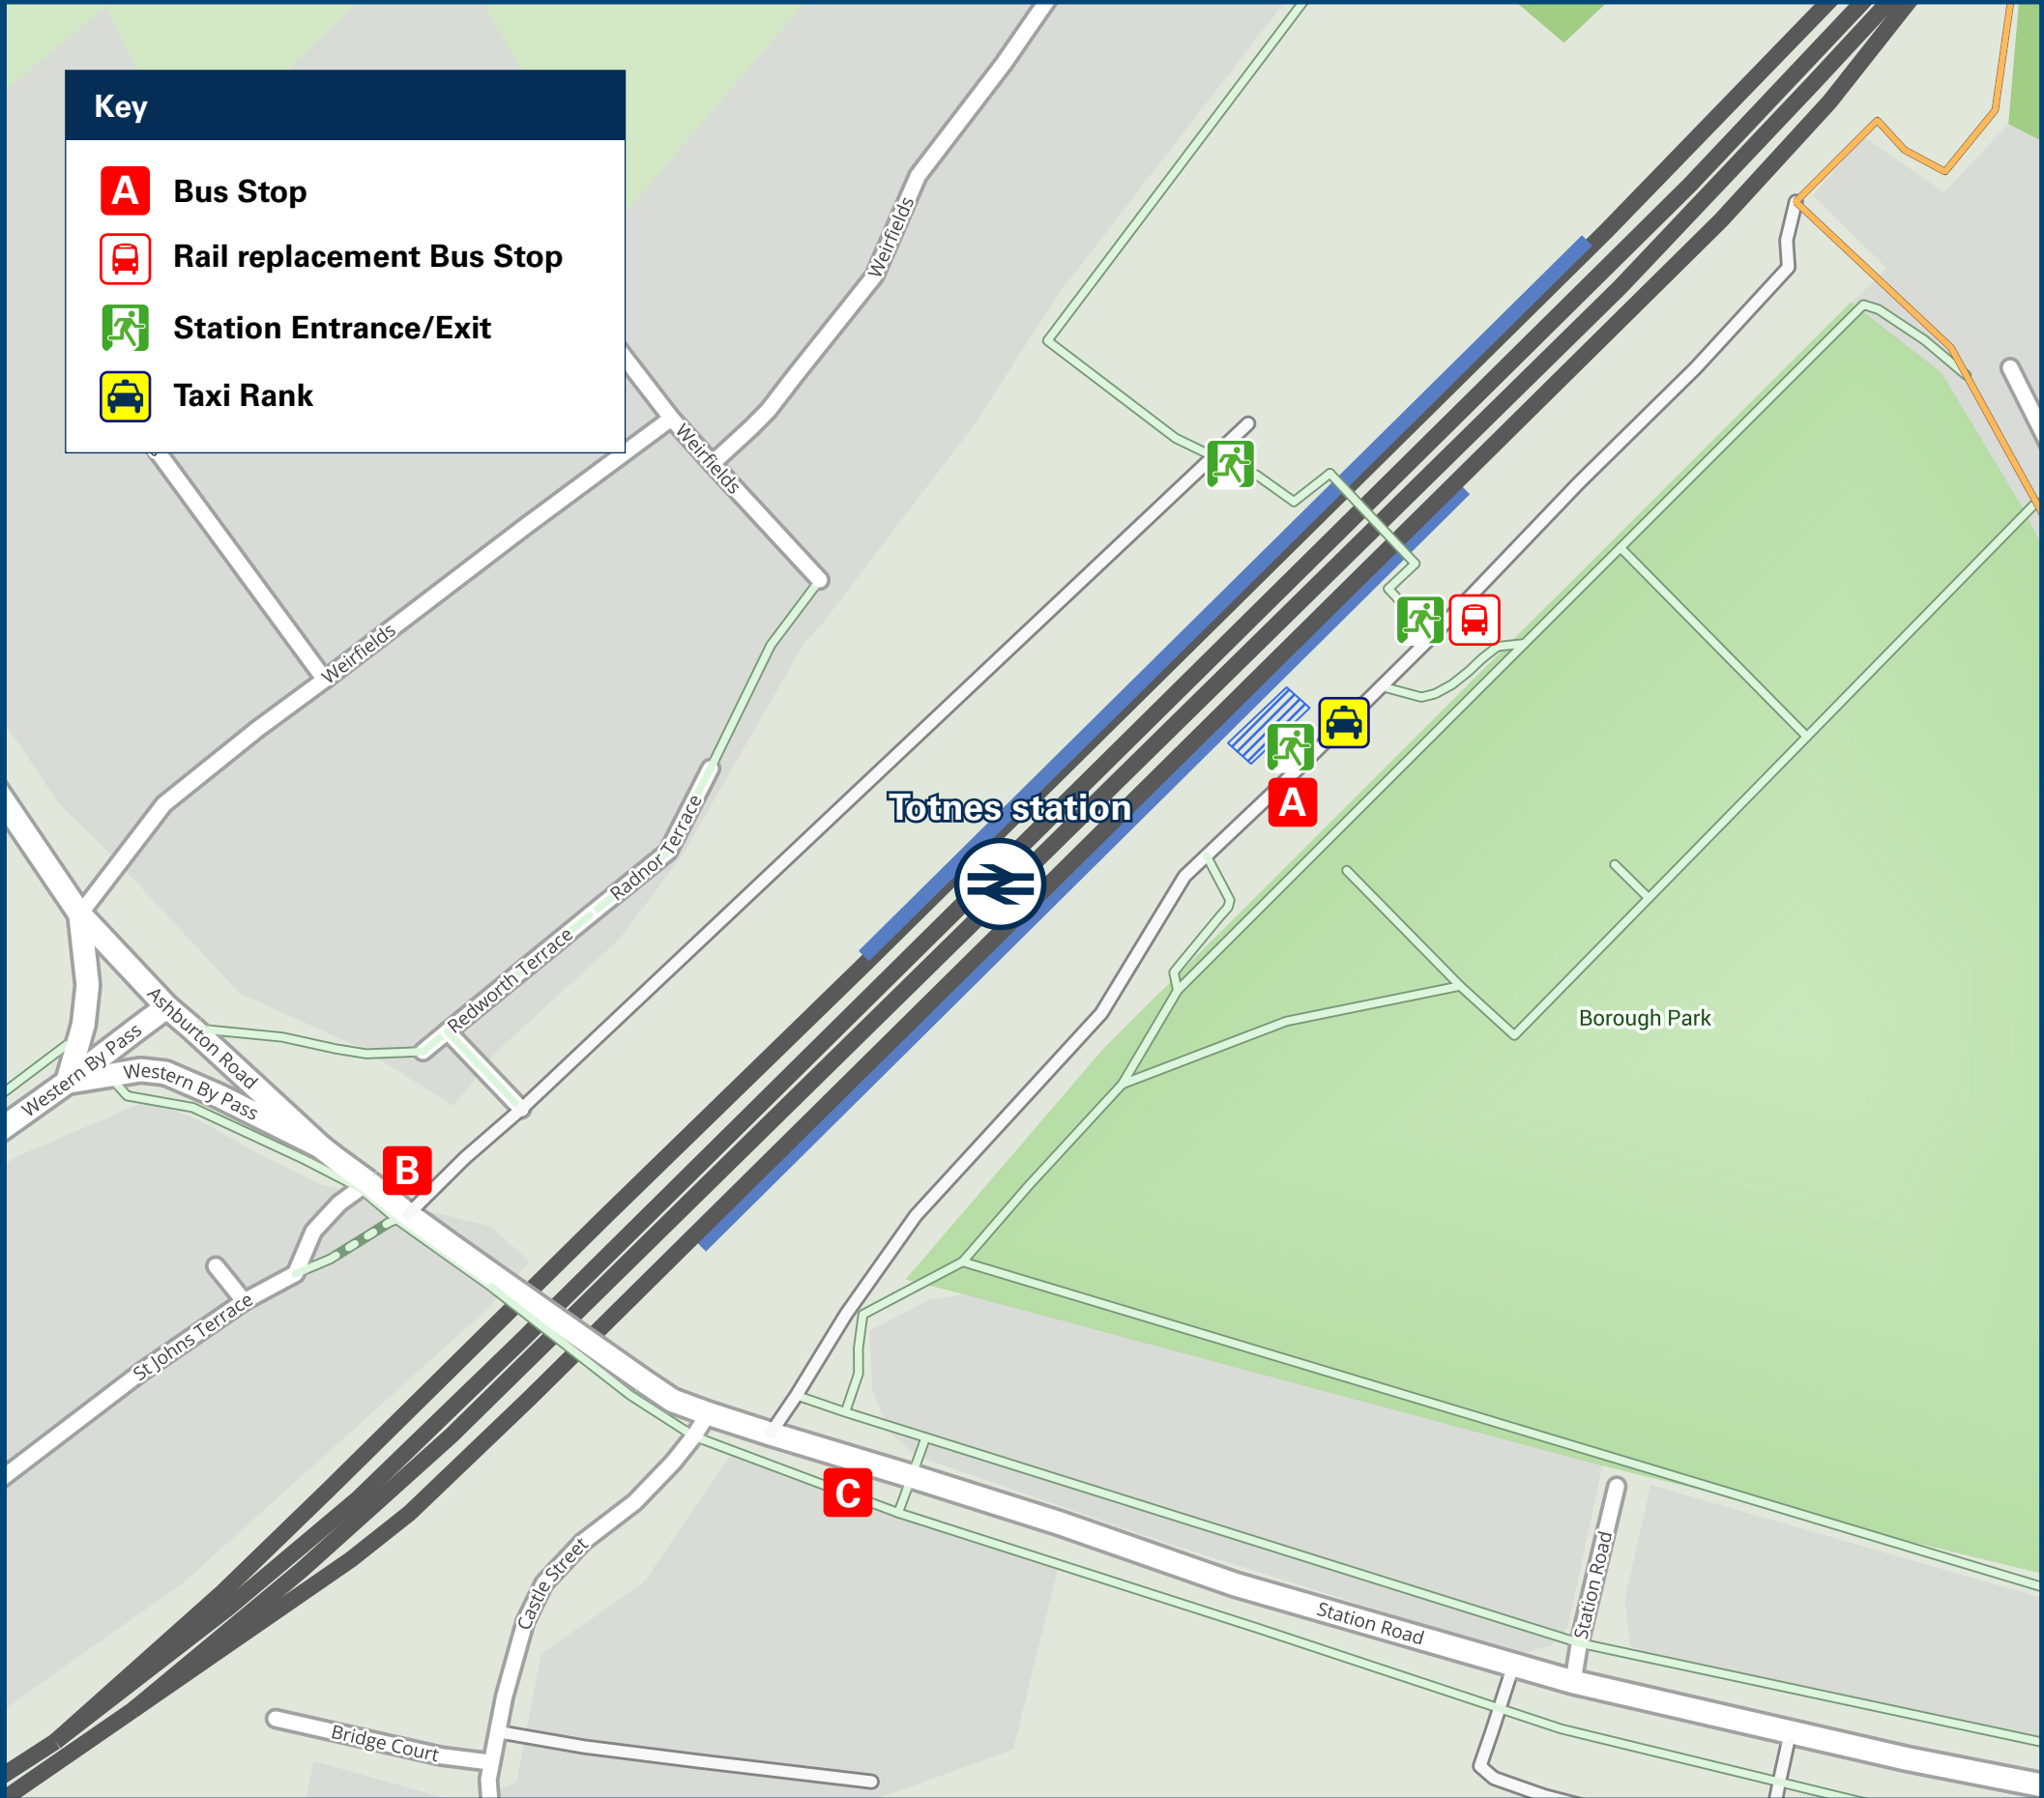 Key
A
Bus Stop
Rail replacement Bus Stop
Station Entrance/Exit
Taxi Rank
Weirfields
Weirfields
Weirfields
Totnes station
A
Radnor Terrace
Redworth Terrace
Ashburton Road
Western By Pass
Western By Pass
Borough Park
B
St Johns Terrace
C
Castle Street
Station Road
Station Road
Bridge Court